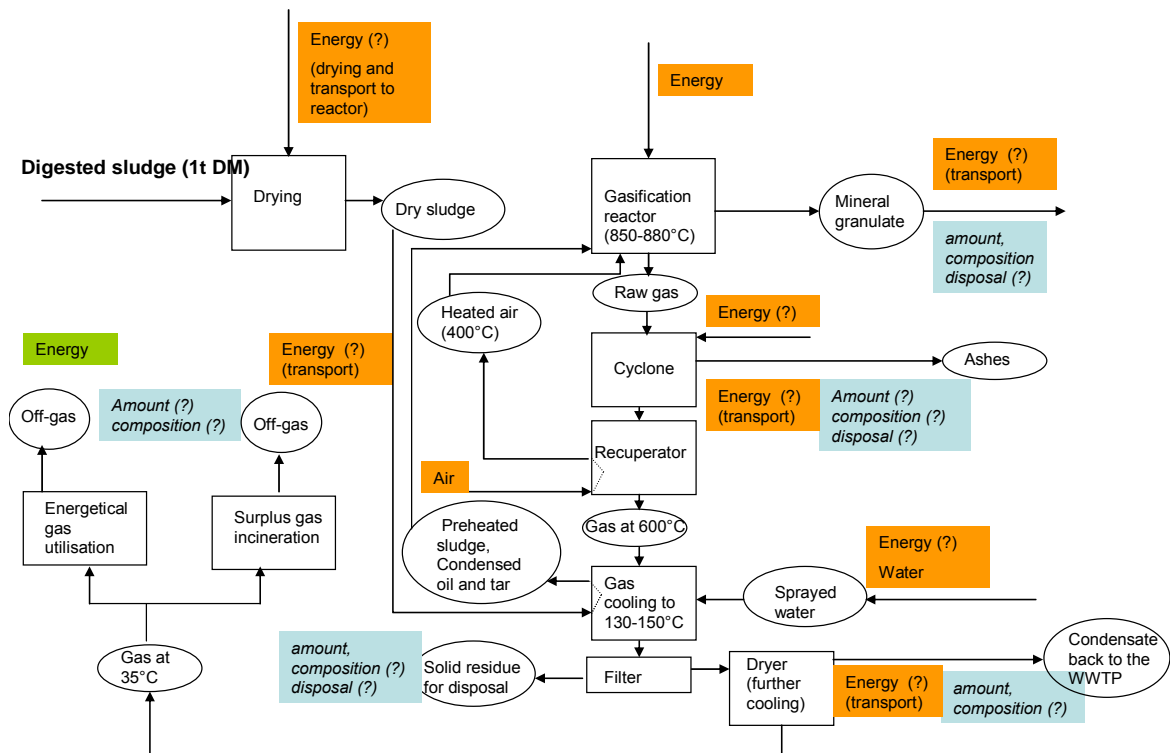 Energy (?)
(drying and
transport to
reactor)
Energy
Digested sludge (1t DM)
Drying
Dry sludge
Gasification
reactor
(850-880°C)
Mineral
granulate
Energy (?)
(transport)
amount,
composition
disposal (?)
Raw gas
Heated air
(400°C)
Energy (?)
Cyclone
Ashes
Energy (?)
(transport)
Amount (?)
composition (?)
disposal (?)
Energy
Energy (?)
(transport)
Off-gas
Amount (?)
composition (?)
Off-gas
Recuperator
Air
Energetical
gas
utilisation
Surplus gas
incineration
Gas at 600°C
Preheated
sludge,
Condensed
oil and tar
Gas
cooling to
130-150°C
Sprayed
water
Energy (?)
Water
Gas at
35°C
amount,
composition (?)
disposal (?)
Solid residue
for disposal
Filter
Dryer
(further
cooling)
Energy (?)
(transport)
amount,
composition (?)
Condensate
back to the
WWTP